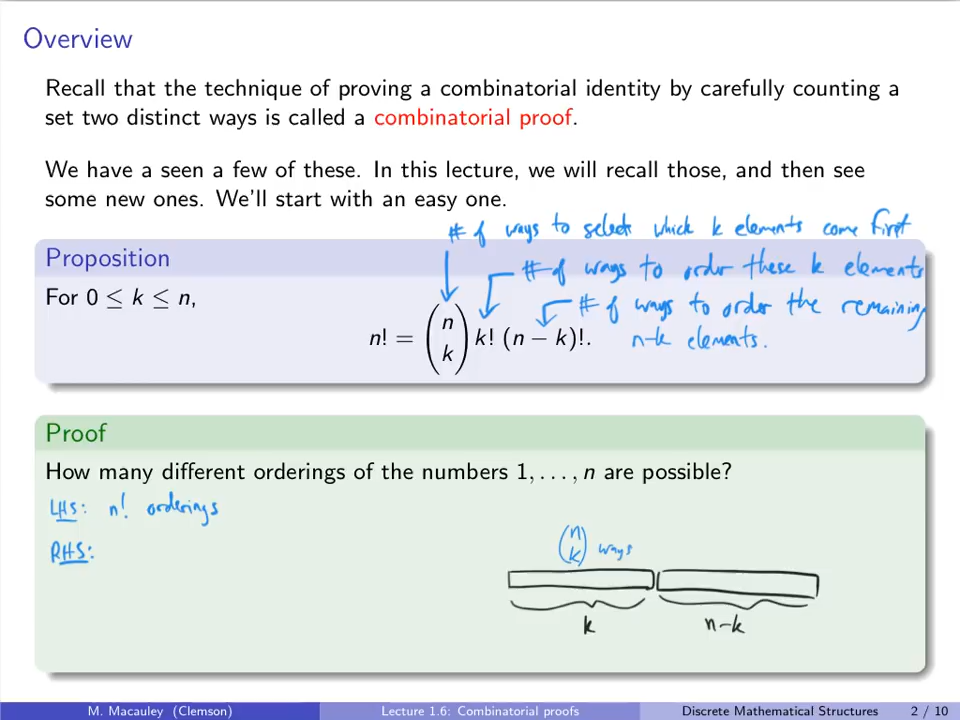 Overview
Recall that the technique of proving a combinatorial identity by carefully counting a
set two distinct ways is called a combinatorial proof.
We have a seen a few of these. In this lecture, we will recall those, and then see
some new ones. We'll start with an easy one.
# of ways to select which k elements come first
Proposition
# of ways to order these k elements
For 0 ≤ k ≤ n,
# of ways to order the remaining
n! = (n k) k! (n − k)!.
n-k elements.
Proof
How many different orderings of the numbers 1, . . . , n are possible?
LHS: n! orderings
RHS:
(n k) ways
k
n-k
M. Macauley (Clemson)
Lecture 1.6: Combinatorial proofs
Discrete Mathematical Structures
2 / 10